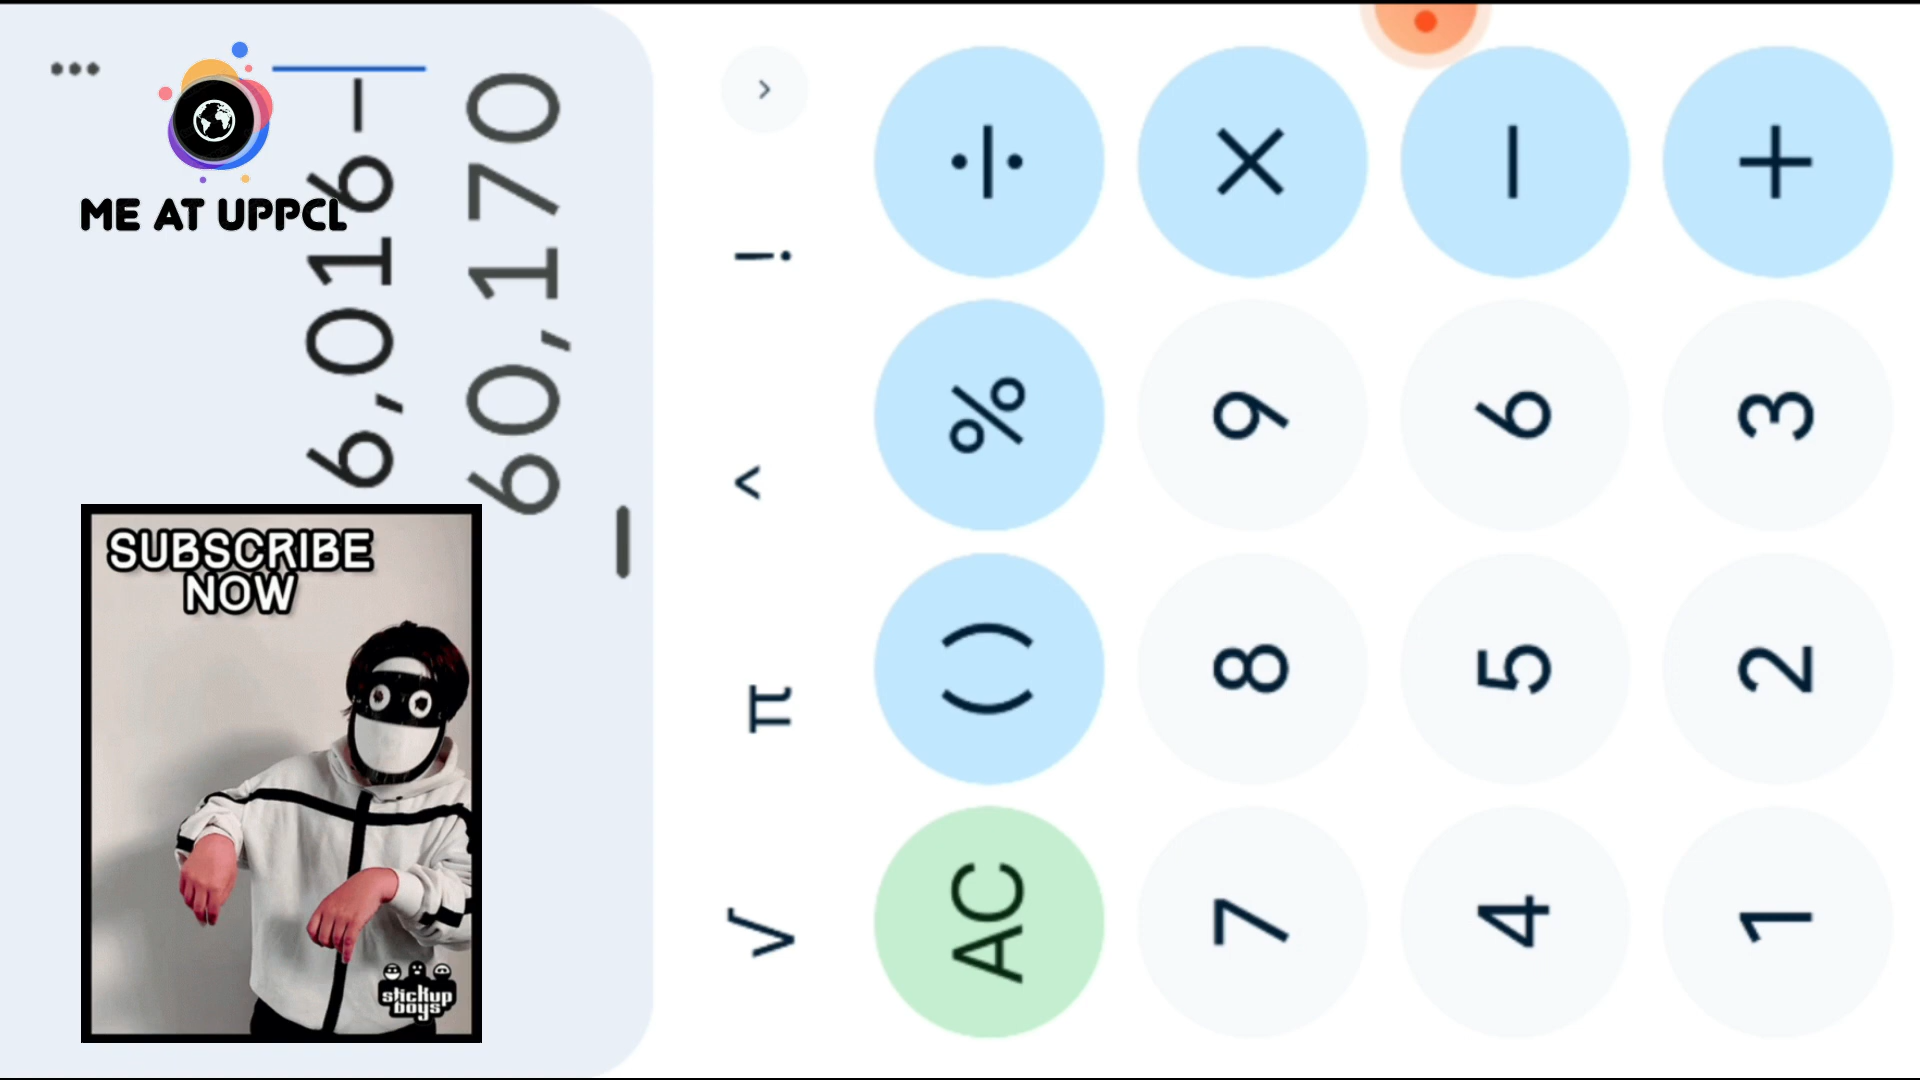 ME AT UPPCL
6,016−
60,170
SUBSCRIBE
NOW
stickup
boys
√ π ^ !
AC ( ) % ÷
7 8 9 ×
4 5 6 −
1 2 3 +